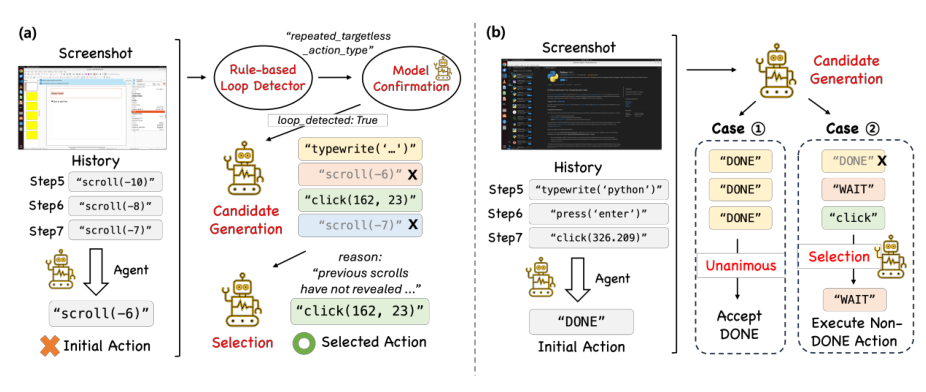 (a)
Screenshot
History
Step5 "scroll(-10)"
Step6 "scroll(-8)"
Step7 "scroll(-7)"
Agent
"scroll(-6)"
Initial Action
"repeated_targetless
_action_type"
Rule-based
Loop Detector
Model
Confirmation
loop_detected: True
Candidate
Generation
"typewrite('…')"
"scroll(-6)" X
"click(162, 23)"
"scroll(-7)" X
reason:
"previous scrolls
have not revealed …"
"click(162, 23)"
Selection
Selected Action
(b)
Screenshot
History
Step5 "typewrite('python')"
Step6 "press('enter')"
Step7 "click(326.209)"
Agent
"DONE"
Initial Action
Candidate
Generation
Case ①
"DONE"
"DONE"
"DONE"
Unanimous
Accept
DONE
Case ②
"DONE" X
"WAIT"
"click"
Selection
"WAIT"
Execute Non-
DONE Action